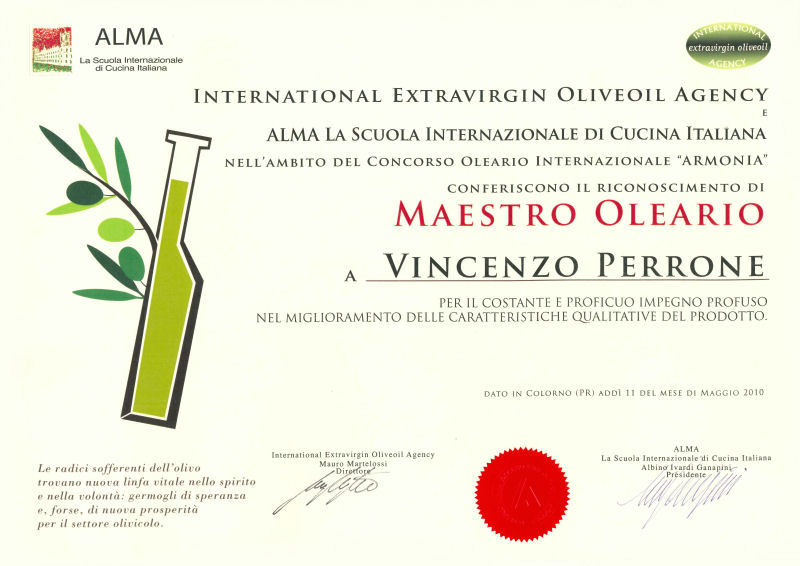 ALMA
La Scuola Internazionale
di Cucina Italiana
INTERNATIONAL
extravirgin oliveoil
AGENCY
International Extravirgin Oliveoil Agency
e
ALMA La Scuola Internazionale di Cucina Italiana
nell'ambito del Concorso Oleario Internazionale "ARMONIA"
conferiscono il riconoscimento di
Maestro Oleario
a Vincenzo Perrone
PER IL COSTANTE E PROFICUO IMPEGNO PROFUSO
NEL MIGLIORAMENTO DELLE CARATTERISTICHE QUALITATIVE DEL PRODOTTO.
dato in Colorno (PR) addì 11 del mese di Maggio 2010
Le radici sofferenti dell'olivo
trovano nuova linfa vitale nello spirito
e nella volontà: germogli di speranza
e, forse, di nuova prosperità
per il settore olivicolo.
International Extravirgin Oliveoil Agency
Mauro Martelossi
Direttore
ALMA
La Scuola Internazionale di Cucina Italiana
Albino Ivardi Ganapini
Presidente